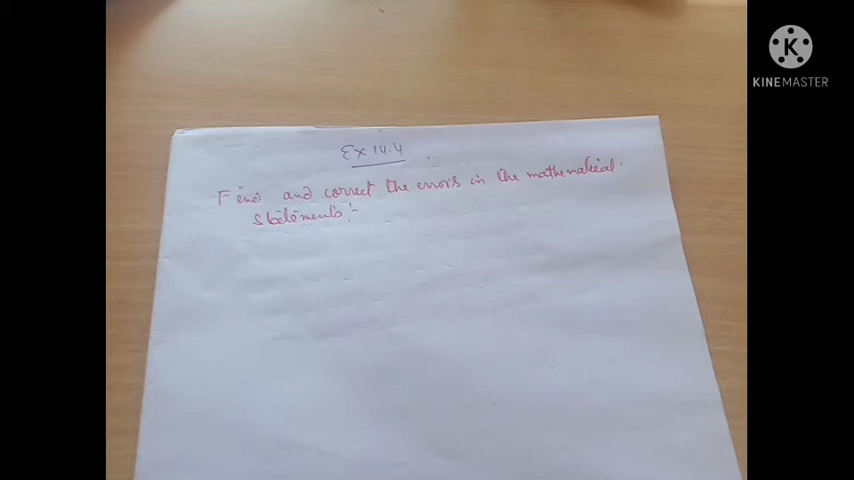 Ex 14.4
Find and correct the errors in the mathematical
statements:-
K
KINEMASTER